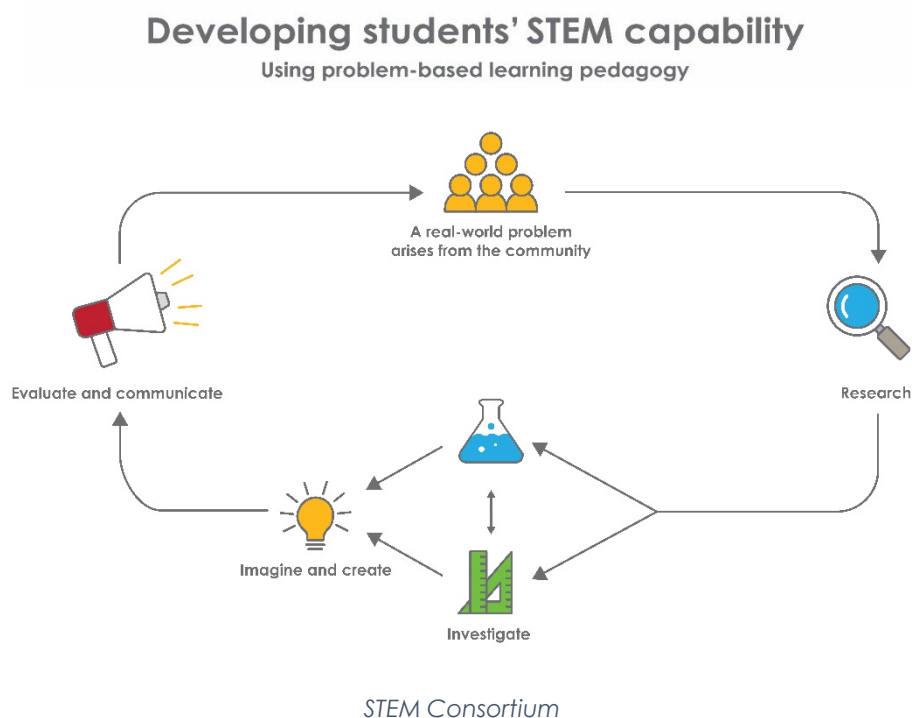 Developing students' STEM capability
Using problem-based learning pedagogy
A real-world problem
arises from the community
Evaluate and communicate
Research
Imagine and create
Investigate
STEM Consortium